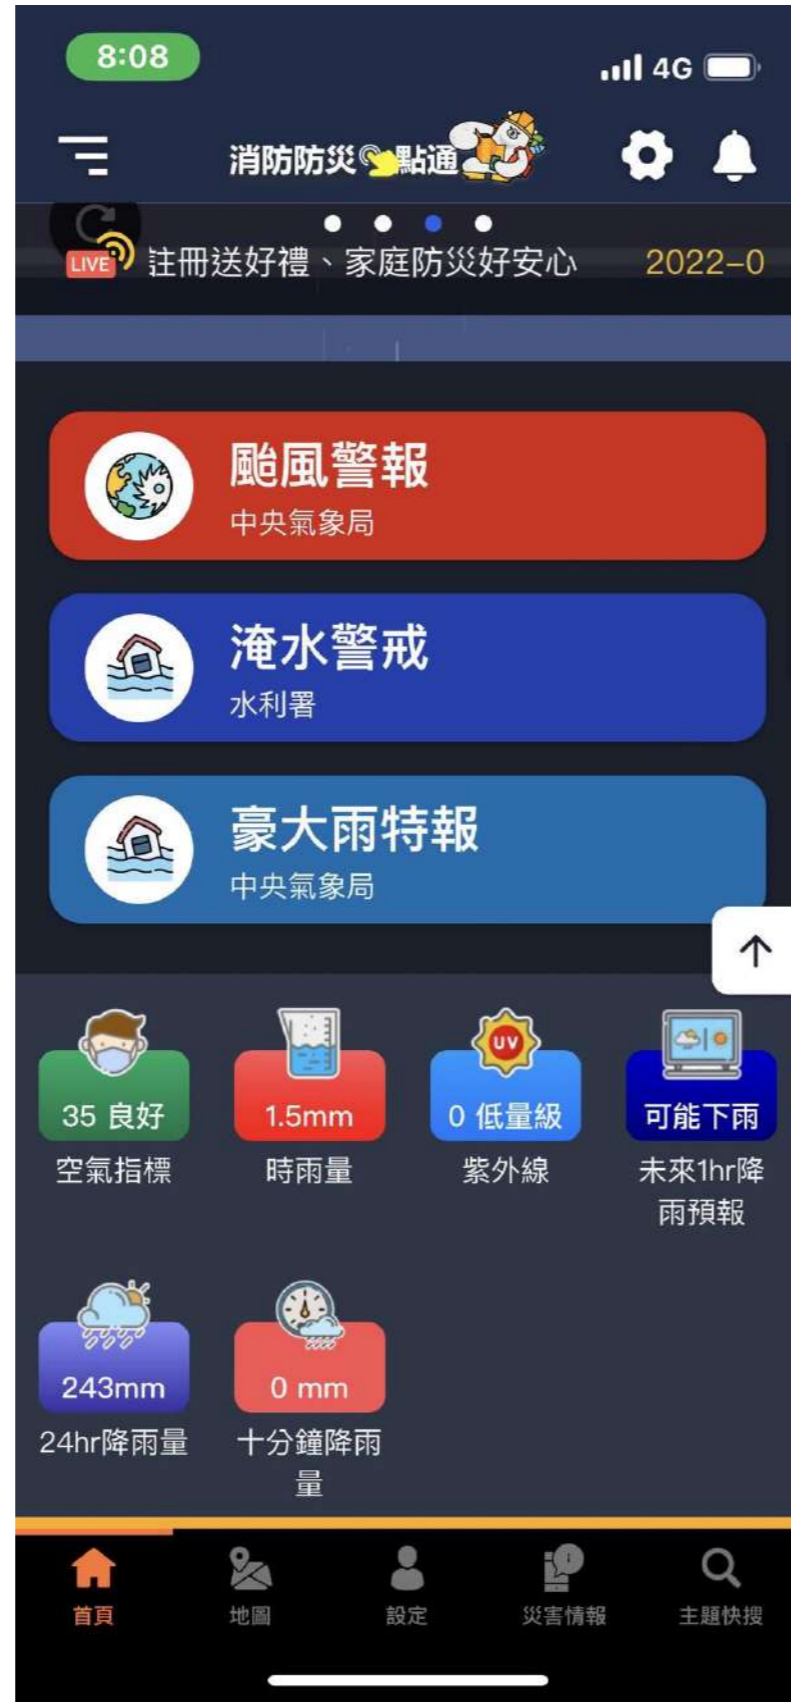 8:08
4G
消防防災點通
LIVE 註冊送好禮、家庭防災好安心 2022-0
颱風警報
中央氣象局
淹水警戒
水利署
豪大雨特報
中央氣象局
UV
35 良好 1.5mm 0 低量級 可能下雨
空氣指標 時雨量 紫外線 未來1hr降
雨預報
243mm 0 mm
24hr降雨量 十分鐘降雨
量
首頁 地圖 設定 災害情報 主題快搜